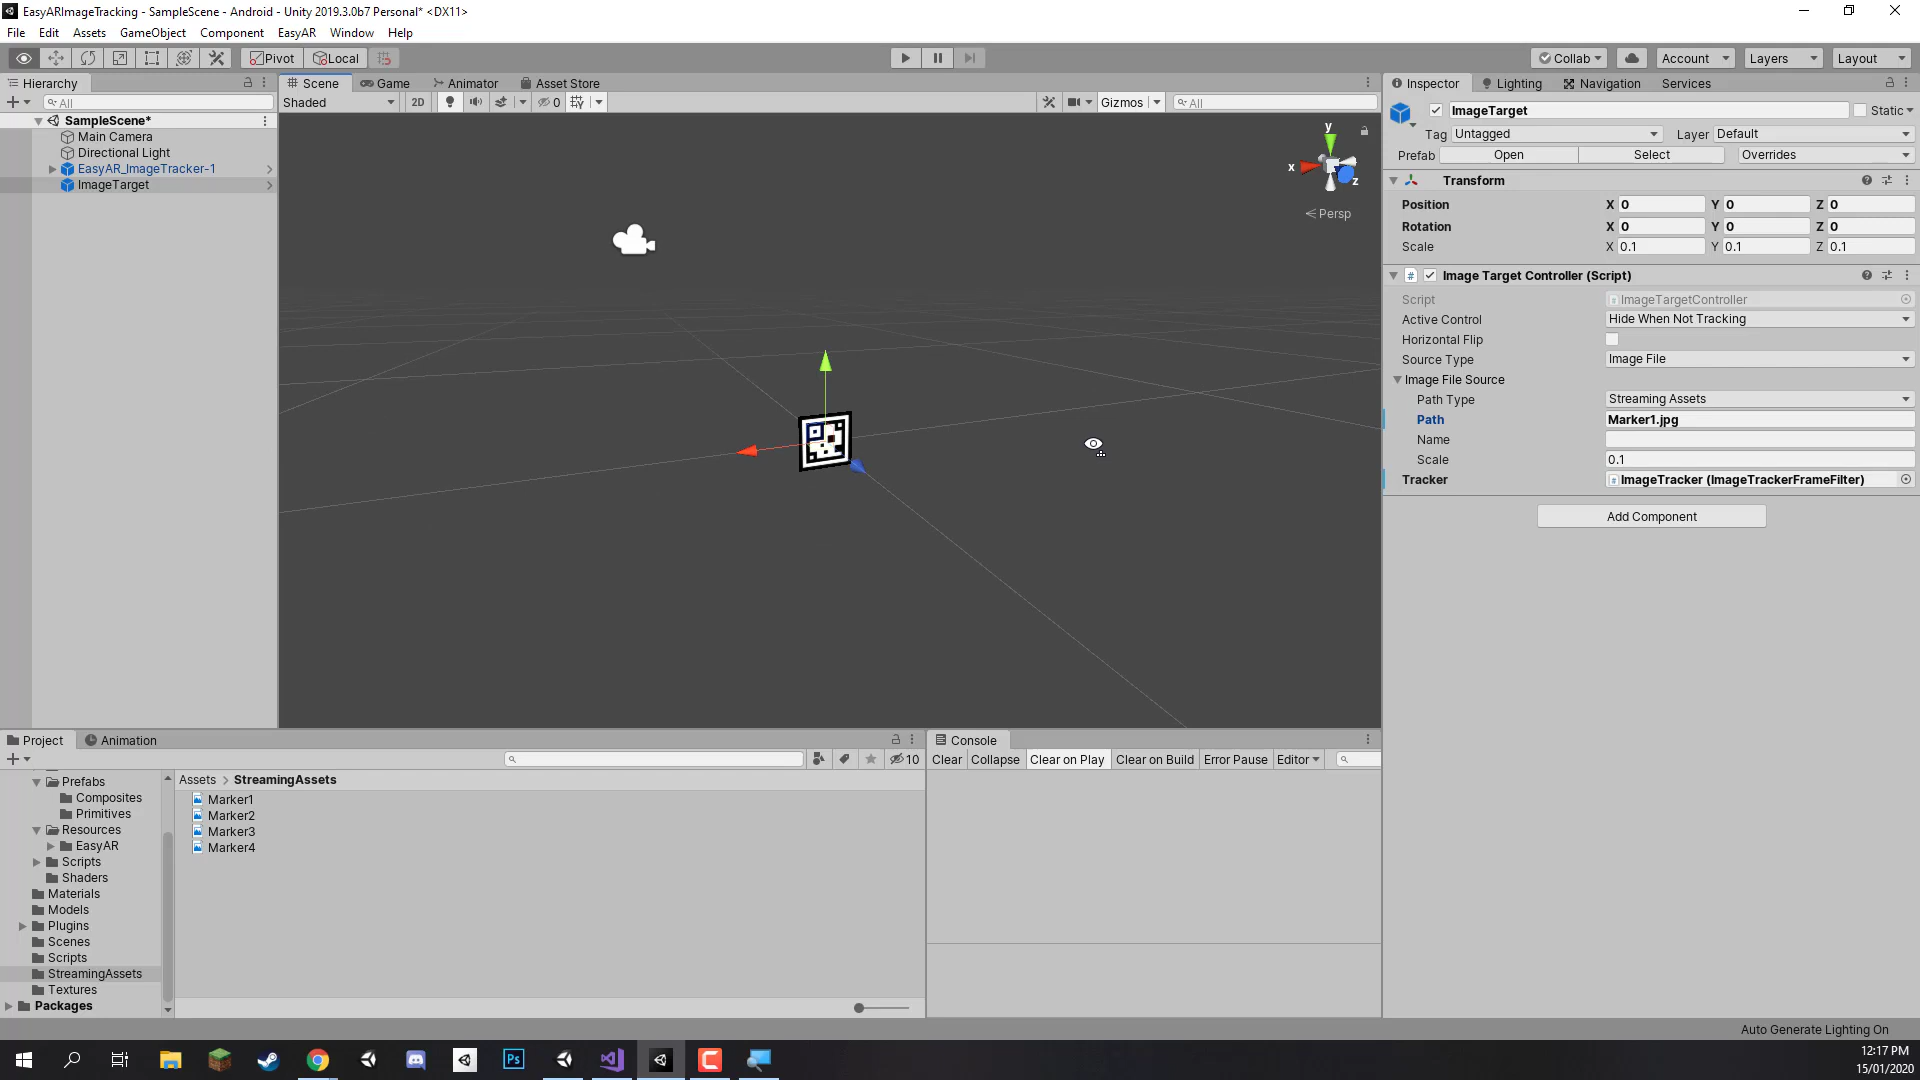 EasyARImageTracking - SampleScene - Android - Unity 2019.3.0b7 Personal* <DX11>
File Edit Assets GameObject Component EasyAR Window Help
Pivot Local Collab Account Layers Layout
Hierarchy
All
SampleScene*
Main Camera
Directional Light
EasyAR_ImageTracker-1
ImageTarget
Scene Game Animator Asset Store
Shaded 2D 0 Gizmos All
y
x
z
Persp
Inspector Lighting Navigation Services
ImageTarget Static
Tag Untagged Layer Default
Prefab Open Select Overrides
Transform
Position X 0 Y 0 Z 0
Rotation X 0 Y 0 Z 0
Scale X 0.1 Y 0.1 Z 0.1
# Image Target Controller (Script)
Script ImageTargetController
Active Control Hide When Not Tracking
Horizontal Flip
Source Type Image File
Image File Source
Path Type Streaming Assets
Path Marker1.jpg
Name
Scale 0.1
Tracker ImageTracker (ImageTrackerFrameFilter)
Add Component
Project Animation
10
Prefabs
Composites
Primitives
Resources
EasyAR
Scripts
Shaders
Materials
Models
Plugins
Scenes
Scripts
StreamingAssets
Textures
Packages
Assets > StreamingAssets
Marker1
Marker2
Marker3
Marker4
Console
Clear Collapse Clear on Play Clear on Build Error Pause Editor
Auto Generate Lighting On
Ps
12:17 PM
15/01/2020